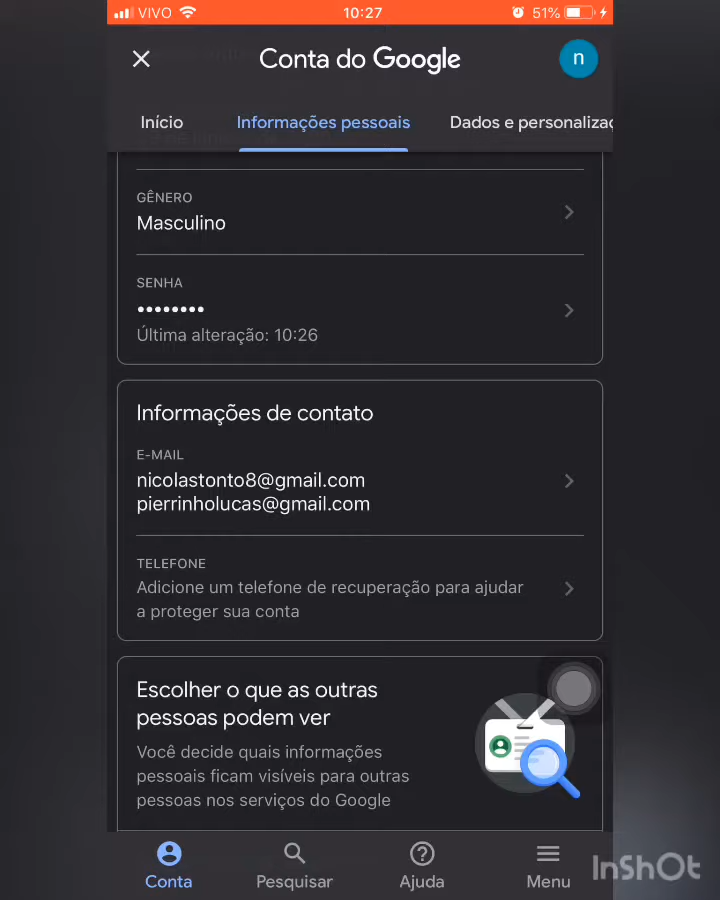 VIVO 10:27 51%
Conta do Google
n
Início Informações pessoais Dados e personalizaç
GÊNERO
Masculino
SENHA
••••••••
Última alteração: 10:26
Informações de contato
E-MAIL
nicolastonto8@gmail.com
pierrinholucas@gmail.com
TELEFONE
Adicione um telefone de recuperação para ajudar
a proteger sua conta
Escolher o que as outras
pessoas podem ver
Você decide quais informações
pessoais ficam visíveis para outras
pessoas nos serviços do Google
Conta Pesquisar Ajuda Menu
InShOt